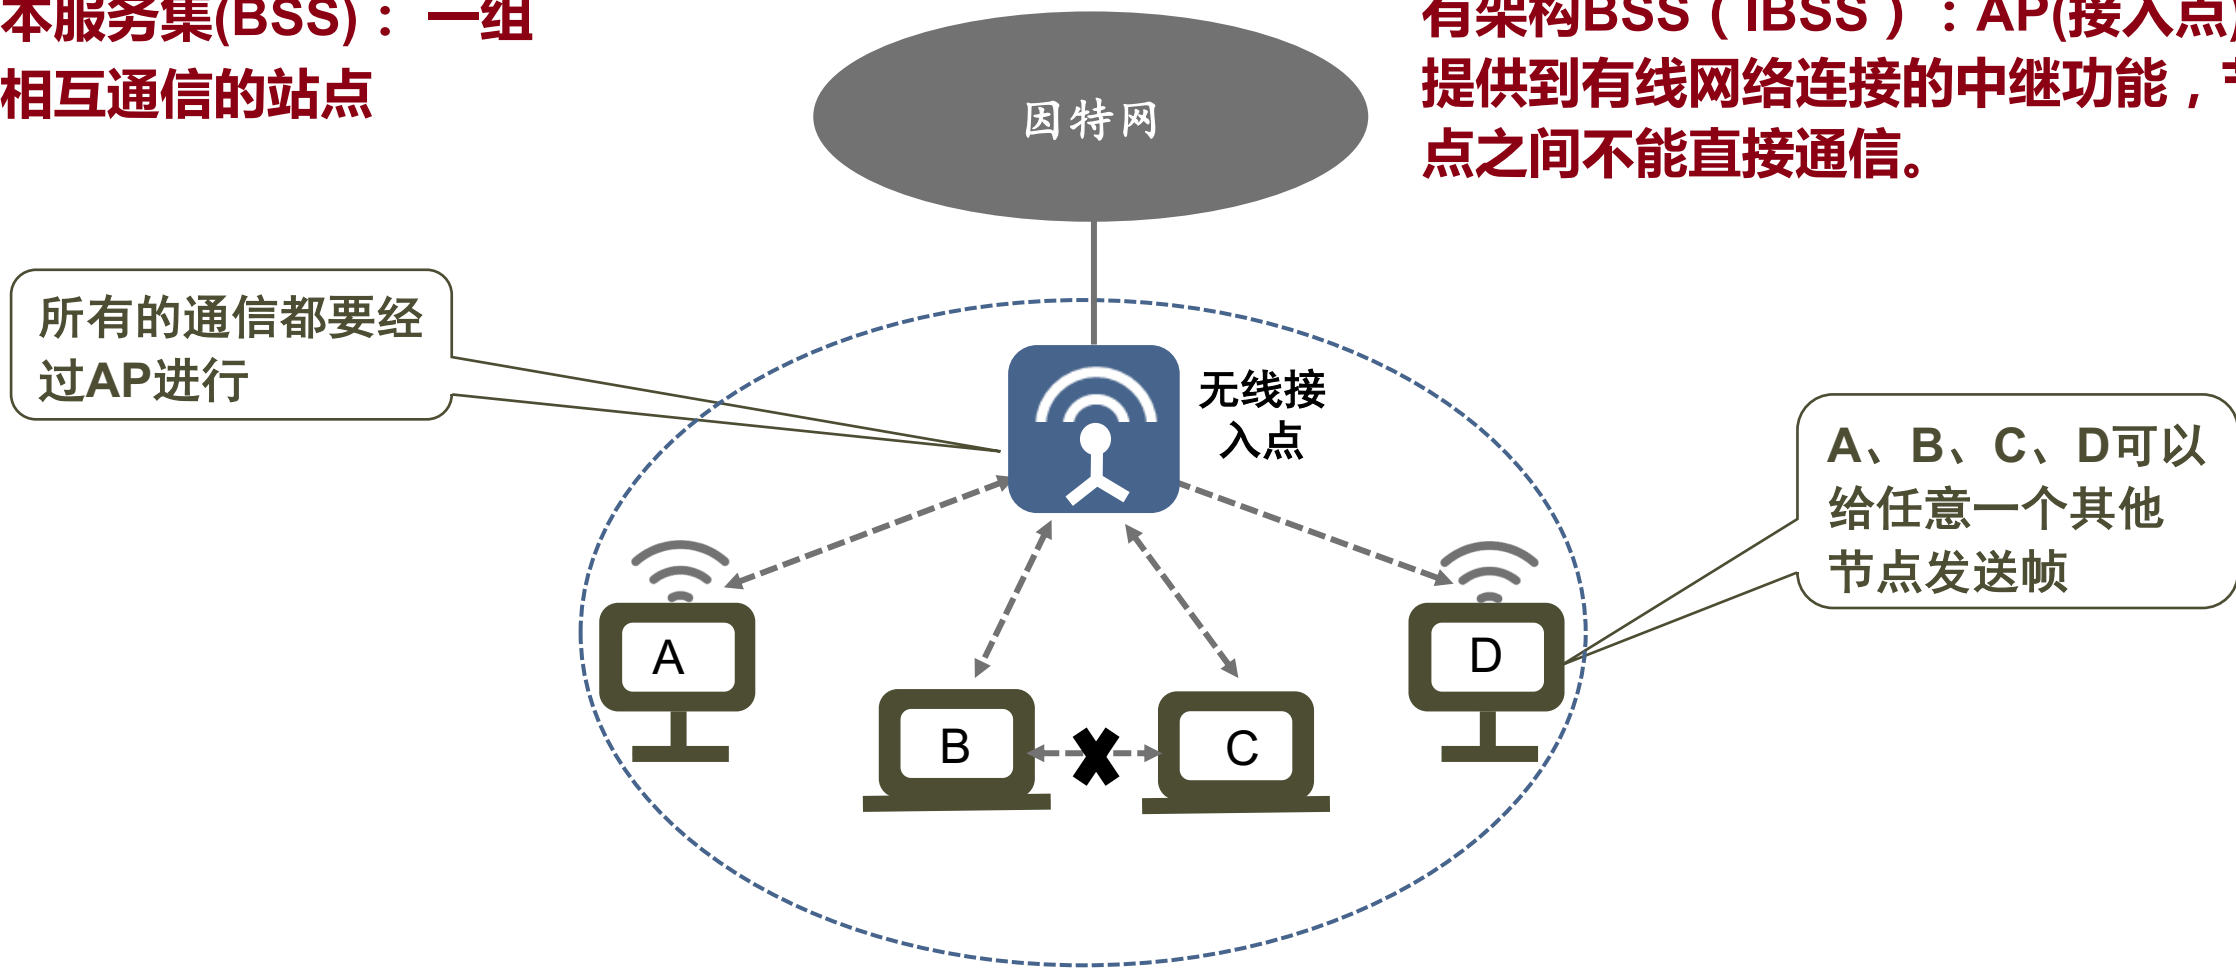 本服务集(BSS)： 一组
相互通信的站点
因特网
有架构BSS（IBSS）：AP(接入点)
提供到有线网络连接的中继功能，节
点之间不能直接通信。
所有的通信都要经
过AP进行
无线接
入点
A、B、C、D可以
给任意一个其他
节点发送帧
A
B
C
D